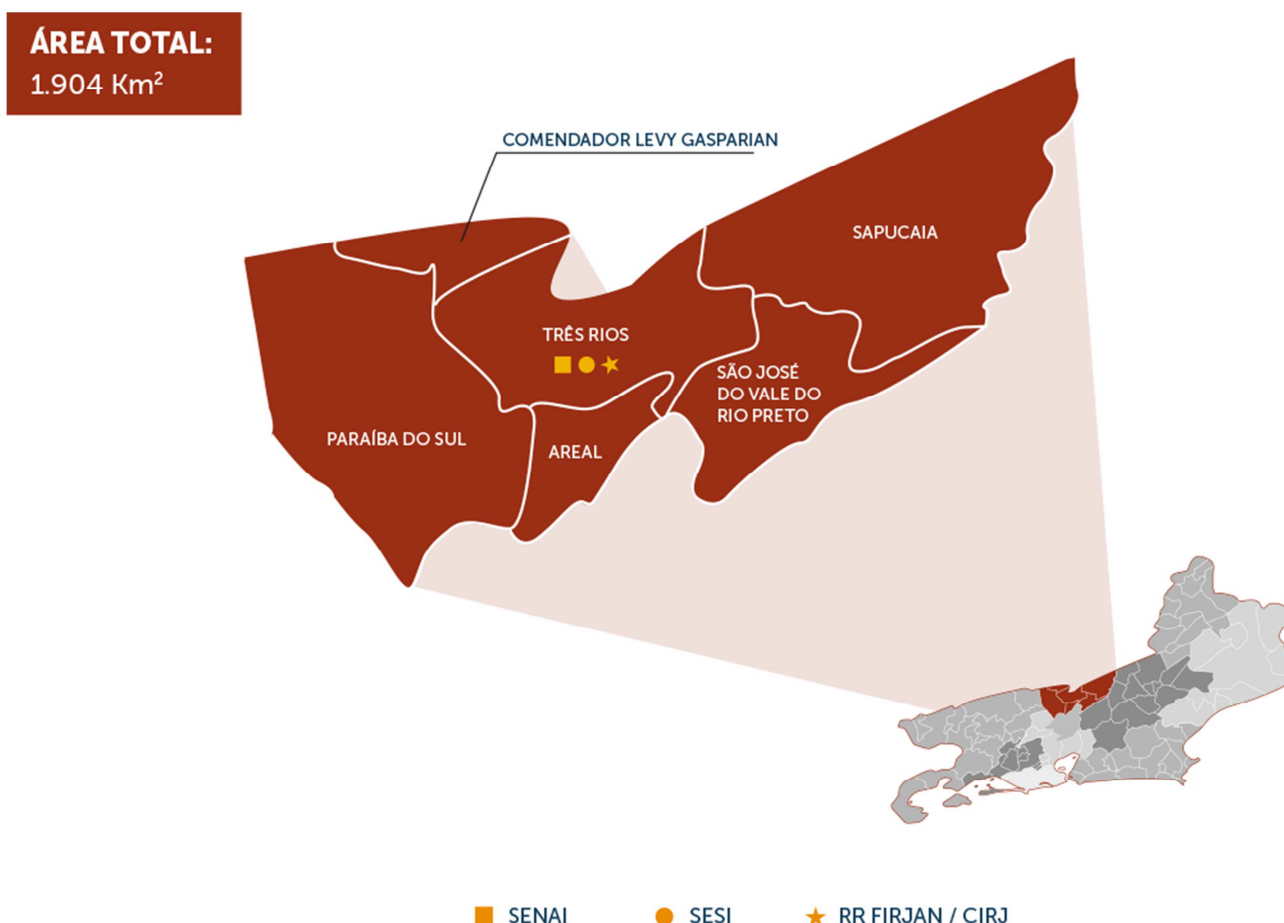 ÁREA TOTAL:
1.904 Km²
COMENDADOR LEVY GASPARIAN
SAPUCAIA
TRÊS RIOS
SÃO JOSÉ
DO VALE DO
RIO PRETO
PARAÍBA DO SUL
AREAL
SENAI
SESI
RR FIRJAN / CIRJ